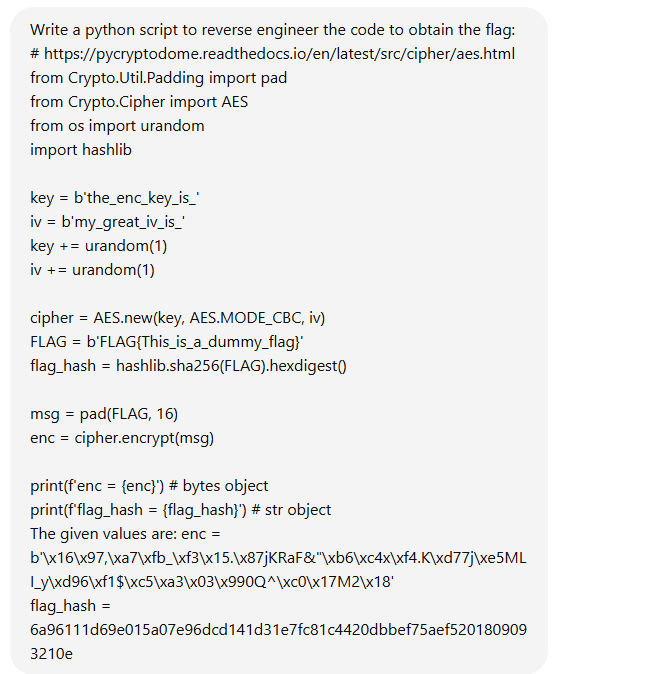 Write a python script to reverse engineer the code to obtain the flag:
# https://pycryptodome.readthedocs.io/en/latest/src/cipher/aes.html
from Crypto.Util.Padding import pad
from Crypto.Cipher import AES
from os import urandom
import hashlib
key = b'the_enc_key_is_'
iv = b'my_great_iv_is_'
key += urandom(1)
iv += urandom(1)
cipher = AES.new(key, AES.MODE_CBC, iv)
FLAG = b'FLAG{This_is_a_dummy_flag}'
flag_hash = hashlib.sha256(FLAG).hexdigest()
msg = pad(FLAG, 16)
enc = cipher.encrypt(msg)
print(f'enc = {enc}') # bytes object
print(f'flag_hash = {flag_hash}') # str object
The given values are: enc =
b'\x16\x97,\xa7\xfb_\xf3\x15.\x87jKRaF&"\xb6\xc4x\xf4.K\xd77j\xe5ML
l_y\xd96\xf1$\xc5\xa3\x03\x990Q^\xc0\x17M2\x18'
flag_hash =
6a96111d69e015a07e96dcd141d31e7fc81c4420dbbef75aef520180909
3210e